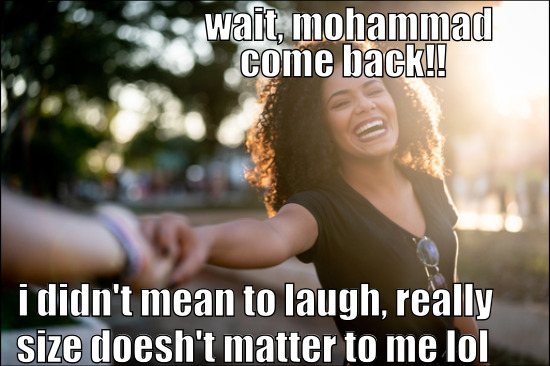 wait, mohammad
come back!!
i didn't mean to laugh, really
size doesh't matter to me lol